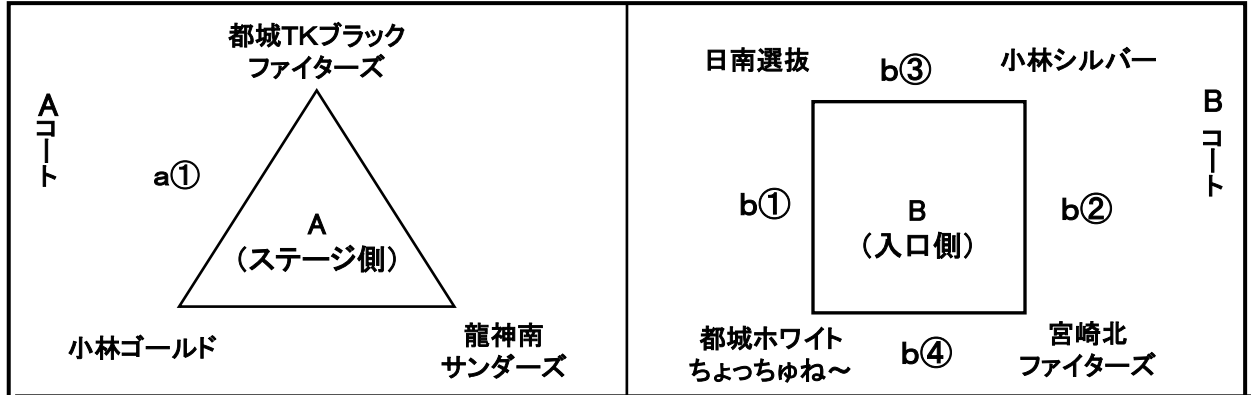 都城TKブラック
ファイターズ
Aコート
a①
A
（ステージ側）
小林ゴールド
龍神南
サンダーズ
日南選抜
b③
小林シルバー
Bコート
b①
B
（入口側）
b②
都城ホワイト
ちょっちゅね～
b④
宮崎北
ファイターズ